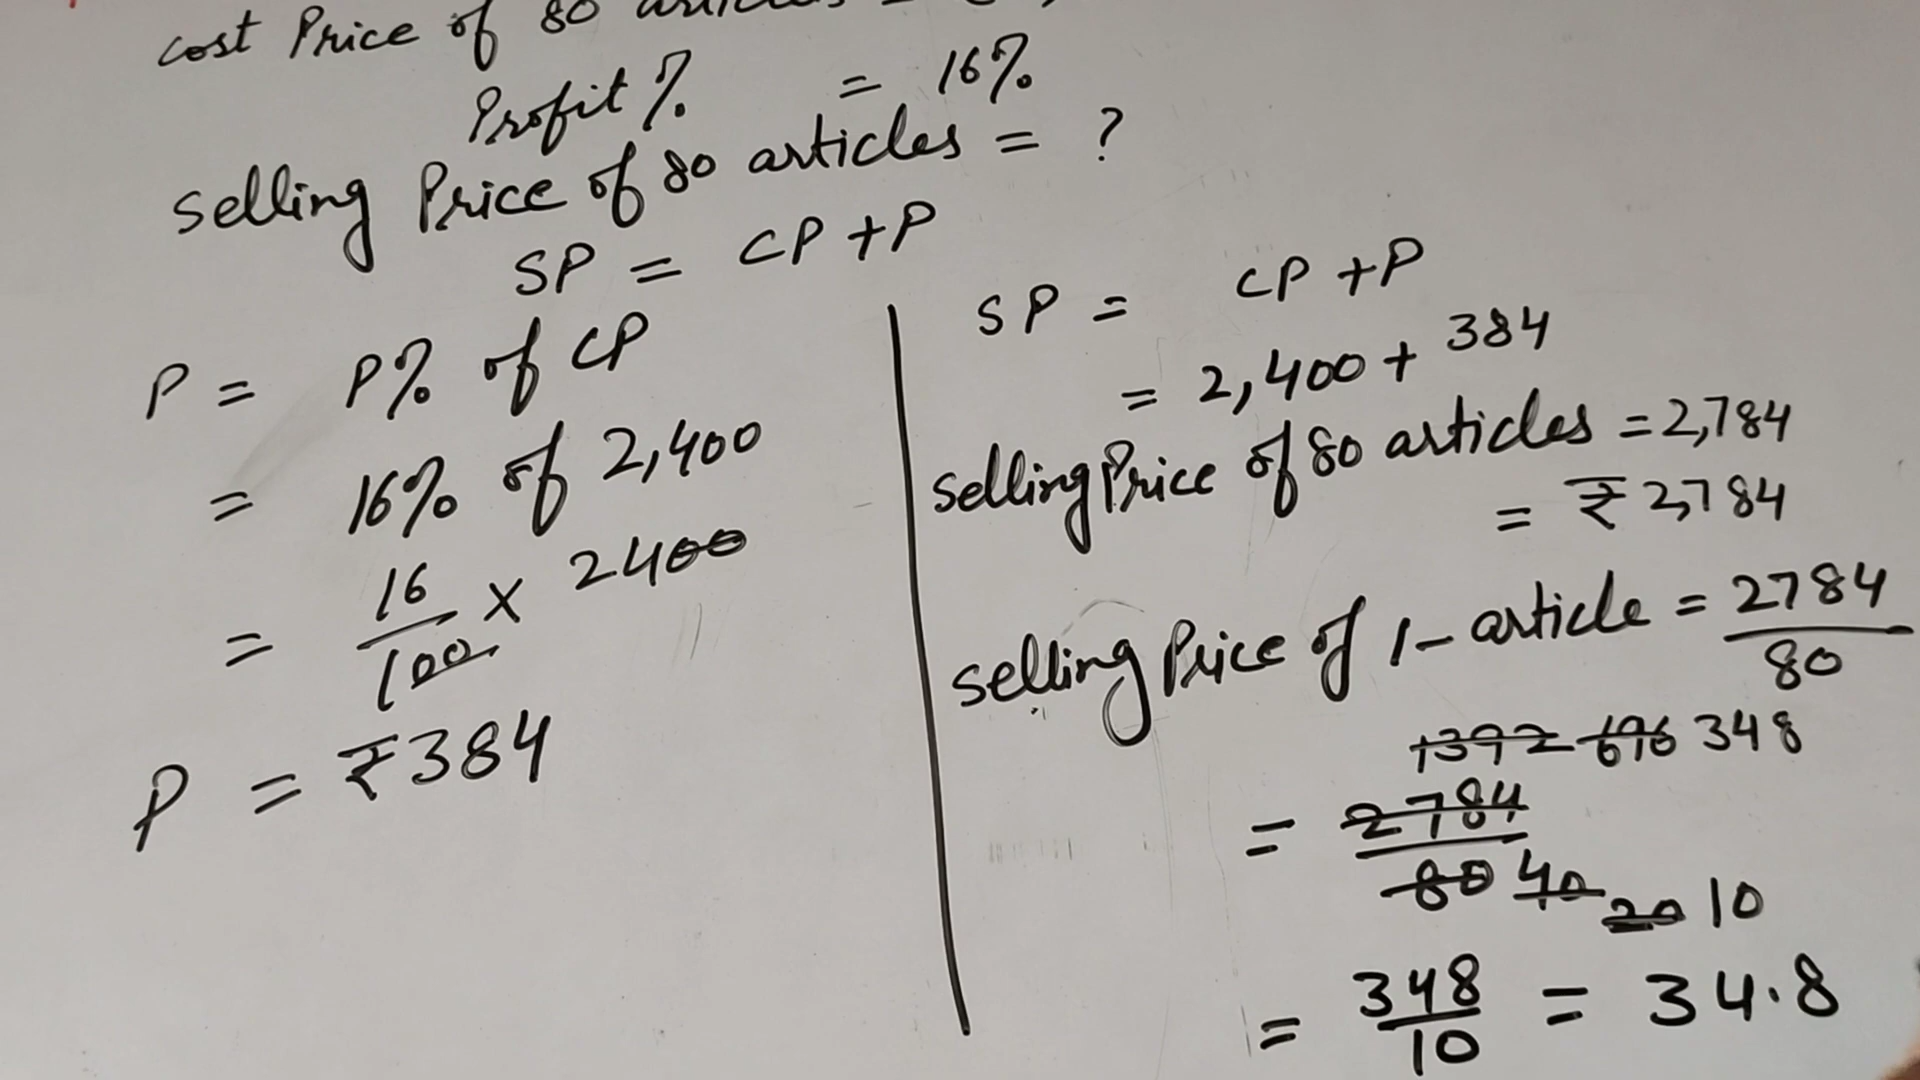 cost Price of 80 articles =
Profit % = 16%
selling Price of 80 articles = ?
SP = CP + P
P = P% of CP
= 16% of 2,400
= 16/100 × 2400
P = ₹384
SP = CP + P
= 2,400 + 384
selling Price of 80 articles = 2,784
= ₹2,784
selling Price of 1- article = 2784/80
1392 696 348
= 2784
80 40 20 10
= 348/10 = 34.8